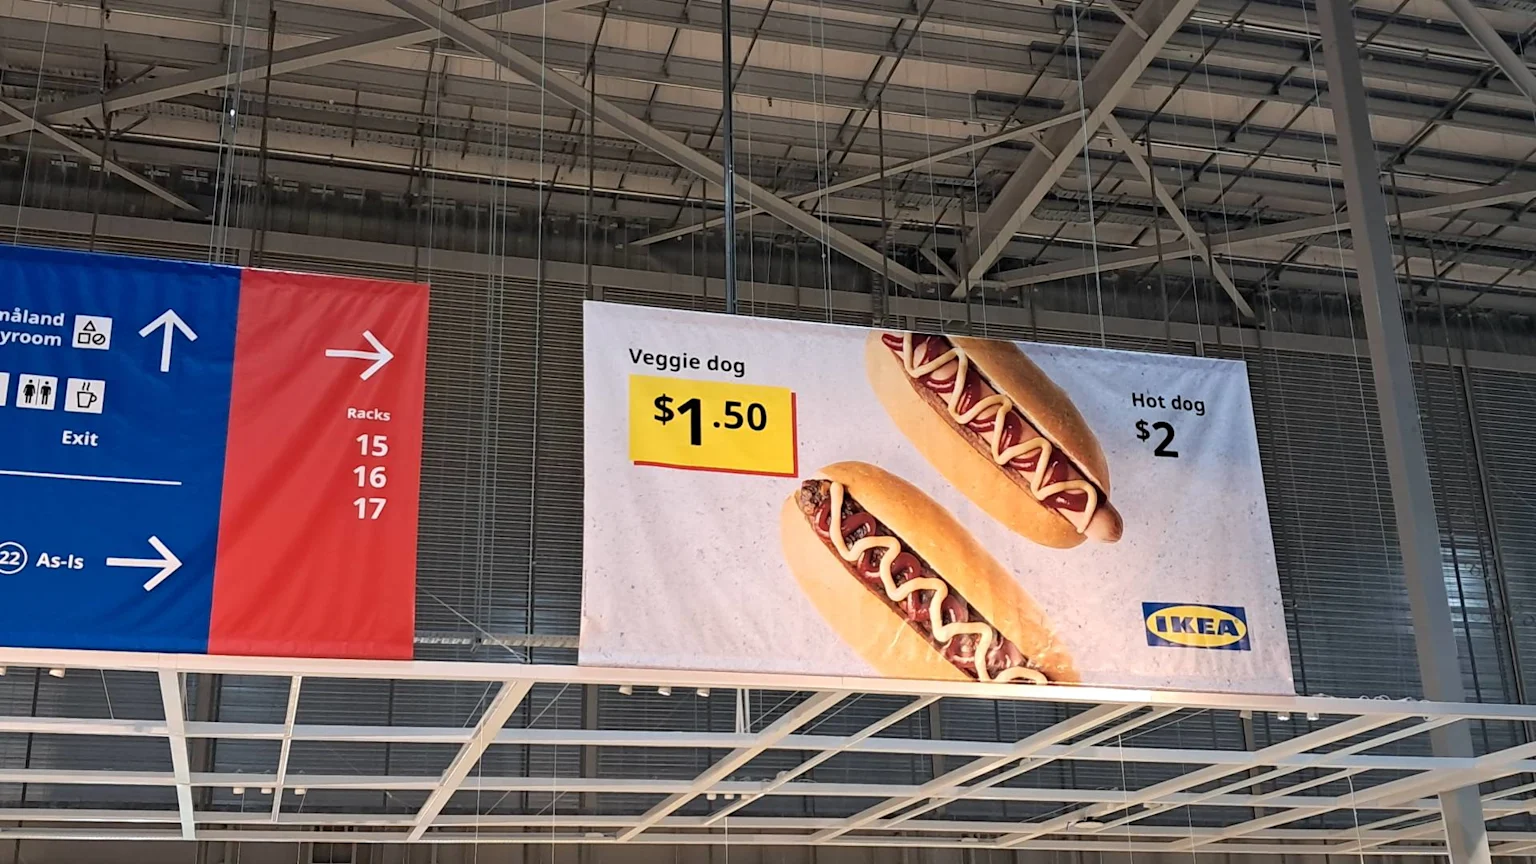 måland
yroom
Exit
22 As-Is
Racks
15
16
17
Veggie dog
$1.50
Hot dog
$2
IKEA